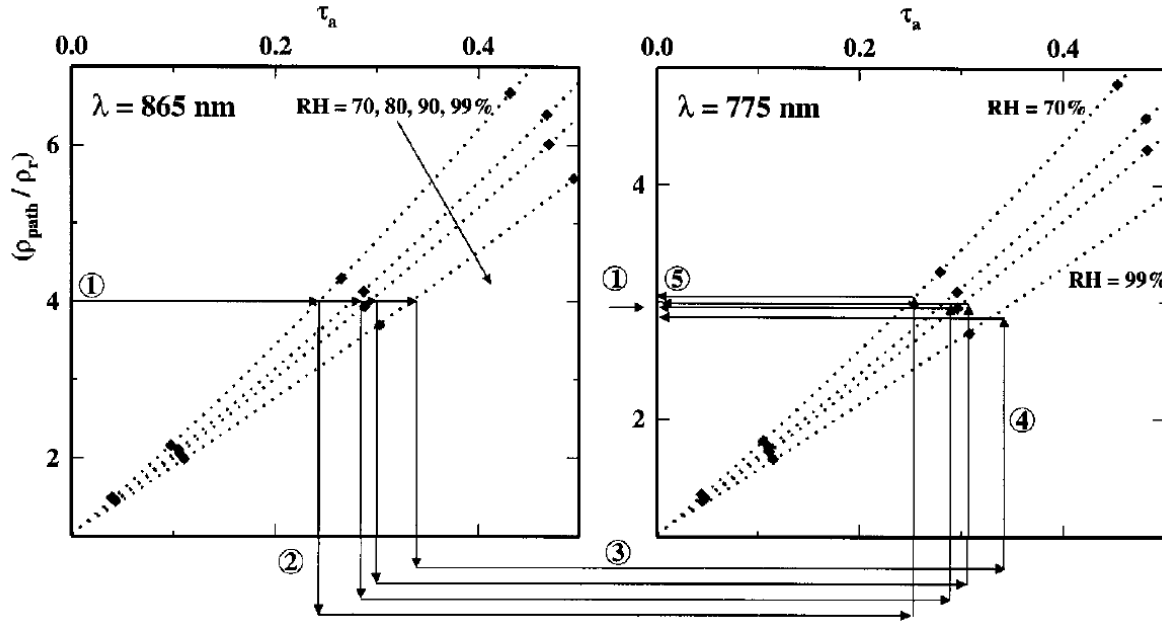 τa
0.0 0.2 0.4
λ = 865 nm
RH = 70, 80, 90, 99%
(ρpath / ρr)
6
4
2
①
②
τa
0.0 0.2 0.4
λ = 775 nm
RH = 70%
RH = 99%
4
2
① ⑤
④
③